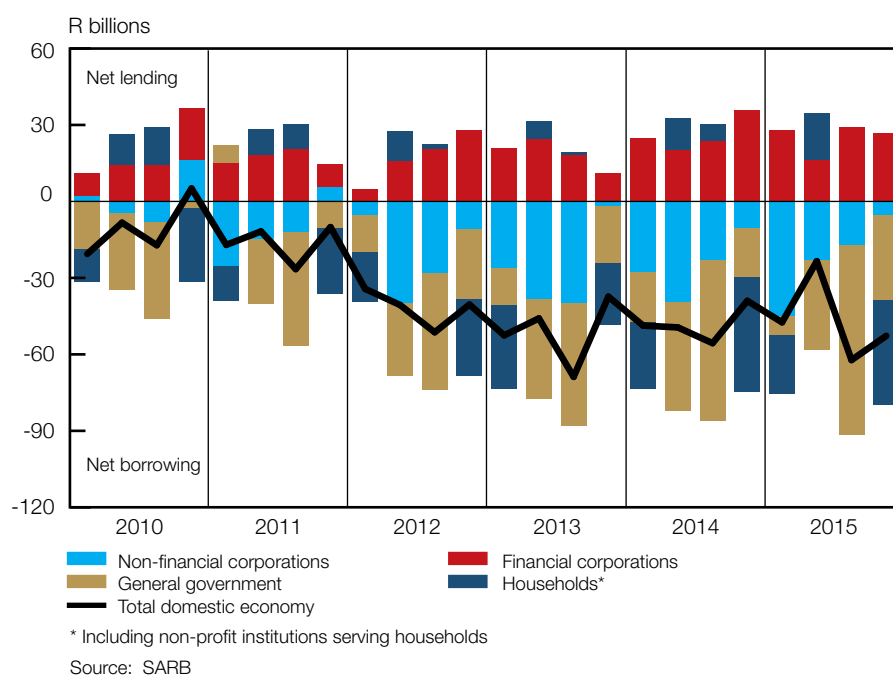 R billions
60
Net lending
30
0
-30
-60
-90
Net borrowing
-120
2010 2011 2012 2013 2014 2015
Non-financial corporations Financial corporations
General government Households*
Total domestic economy
* Including non-profit institutions serving households
Source: SARB